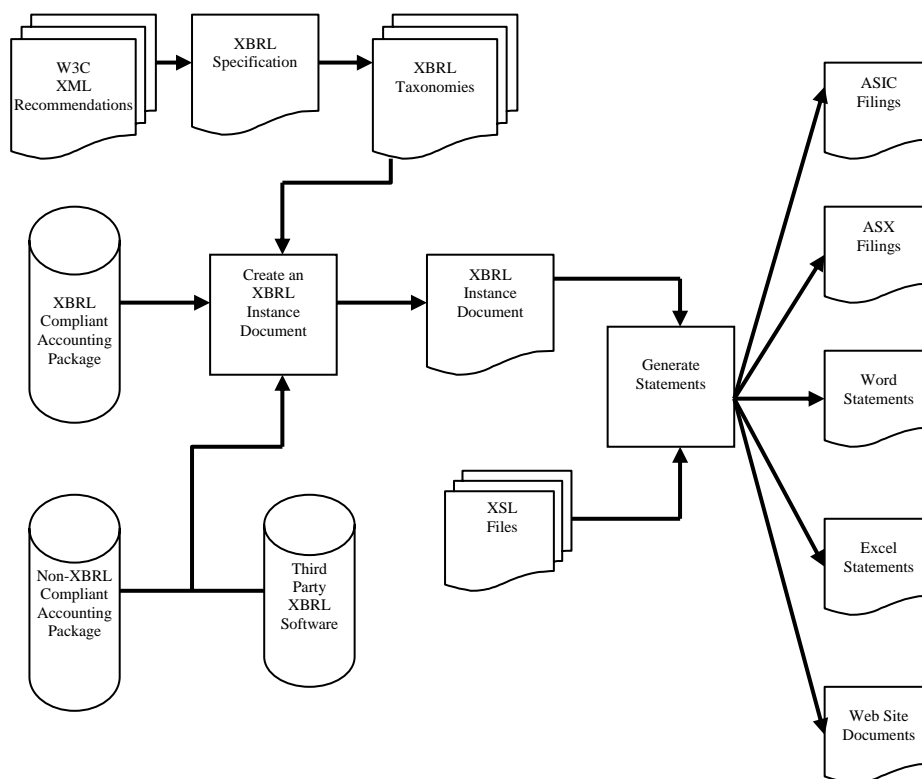 W3C
XML
Recommendations
XBRL
Specification
XBRL
Taxonomies
ASIC
Filings
ASX
Filings
XBRL
Compliant
Accounting
Package
Create an
XBRL
Instance
Document
XBRL
Instance
Document
Generate
Statements
Word
Statements
XSL
Files
Non-XBRL
Compliant
Accounting
Package
Third
Party
XBRL
Software
Excel
Statements
Web Site
Documents